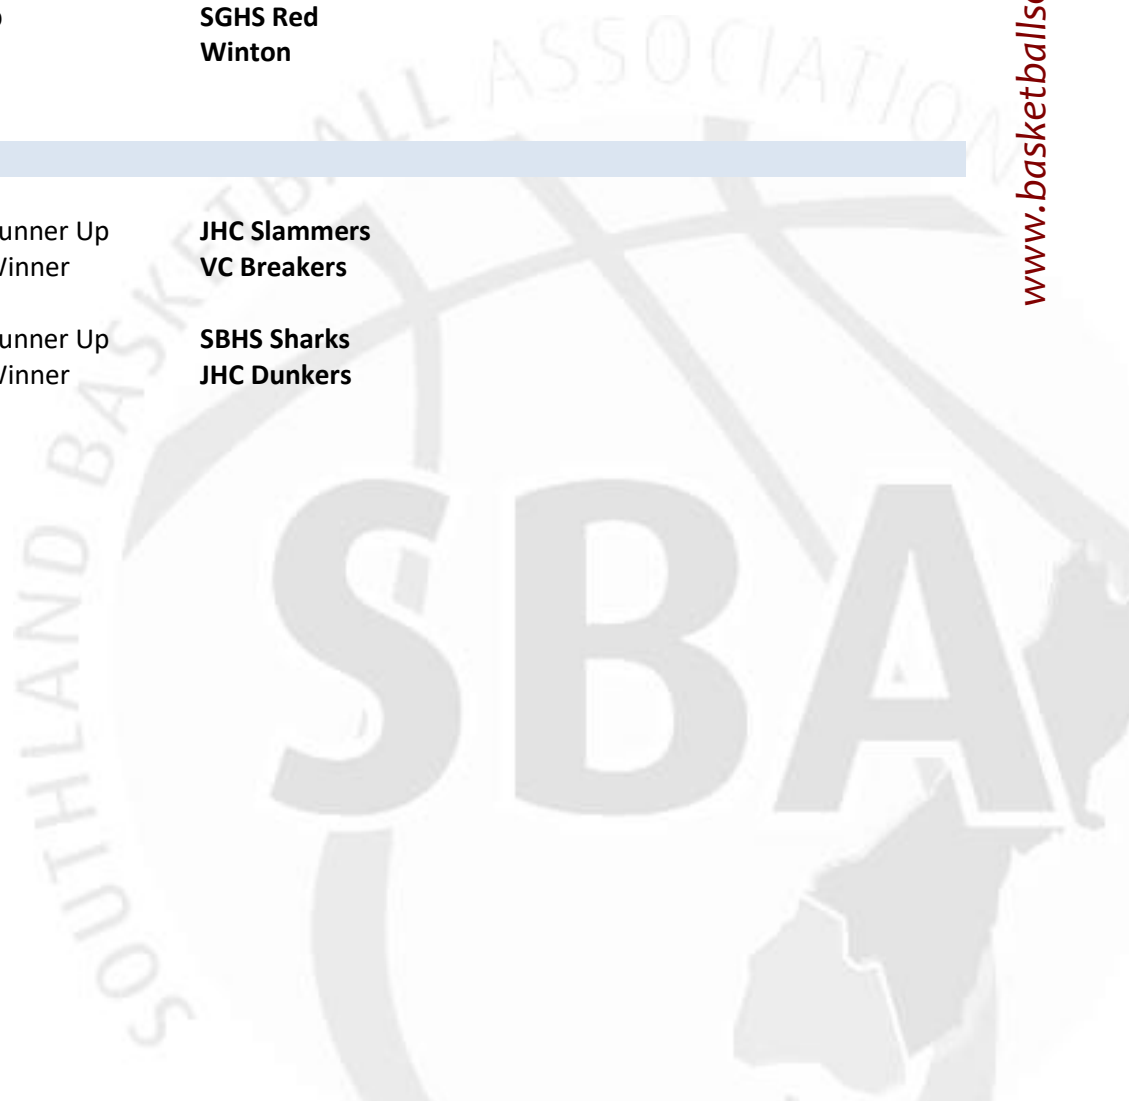 SGHS Red
Winton
unner Up JHC Slammers
Vinner VC Breakers
unner Up SBHS Sharks
Vinner JHC Dunkers
www.basketballs
SOUTHLAND BASKETBALL ASSOCIATION
SBA